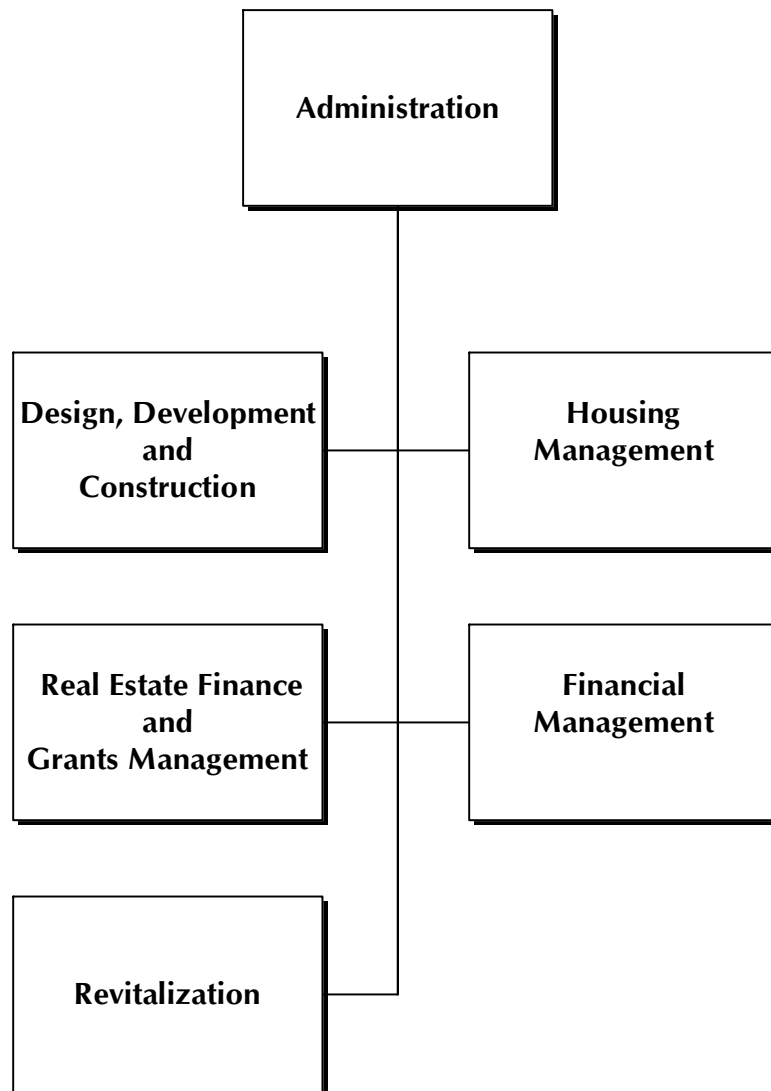 Administration
Design, Development
and
Construction
Housing
Management
Real Estate Finance
and
Grants Management
Financial
Management
Revitalization